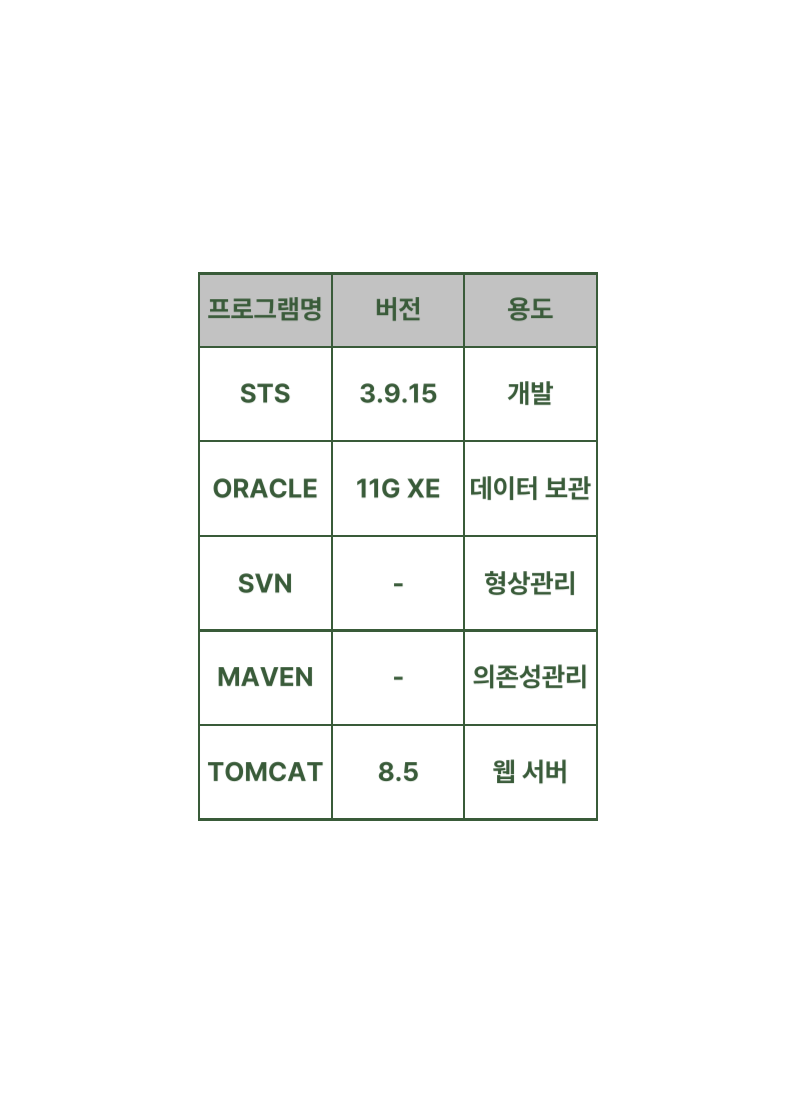 프로그램명 버전 용도
STS 3.9.15 개발
ORACLE 11G XE 데이터 보관
SVN - 형상관리
MAVEN - 의존성관리
TOMCAT 8.5 웹 서버